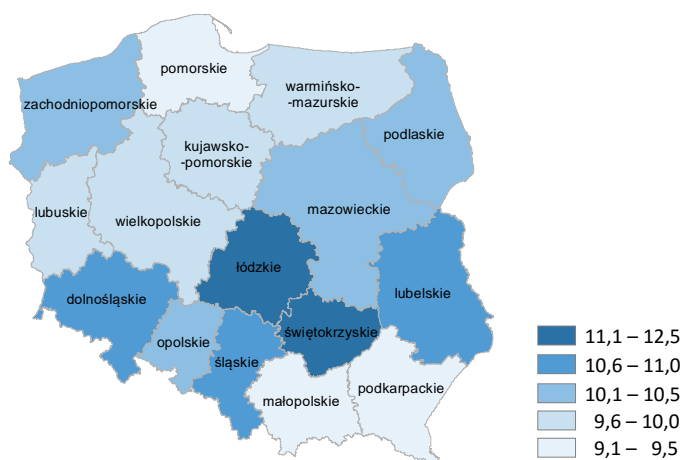 pomorskie
warmińsko-
-mazurskie
zachodniopomorskie
podlaskie
kujawsko-
-pomorskie
lubuskie
wielkopolskie
mazowieckie
łódzkie
lubelskie
dolnośląskie
opolskie
świętokrzyskie
śląskie
małopolskie
podkarpackie
11,1 – 12,5
10,6 – 11,0
10,1 – 10,5
9,6 – 10,0
9,1 – 9,5